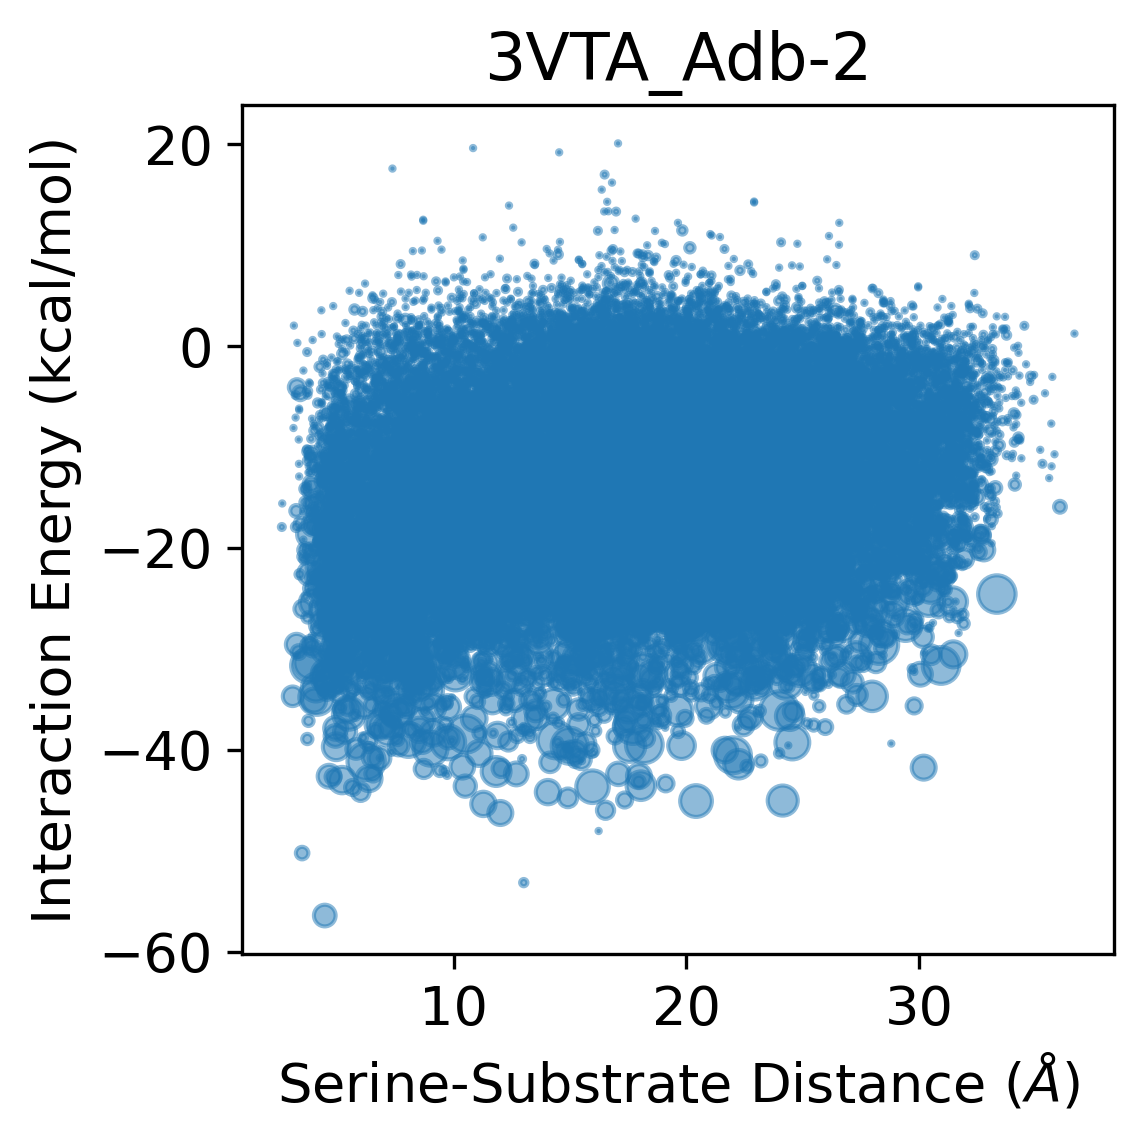 3VTA_Adb-2
Interaction Energy (kcal/mol)
20
0
−20
−40
−60
10 20 30
Serine-Substrate Distance (Å)